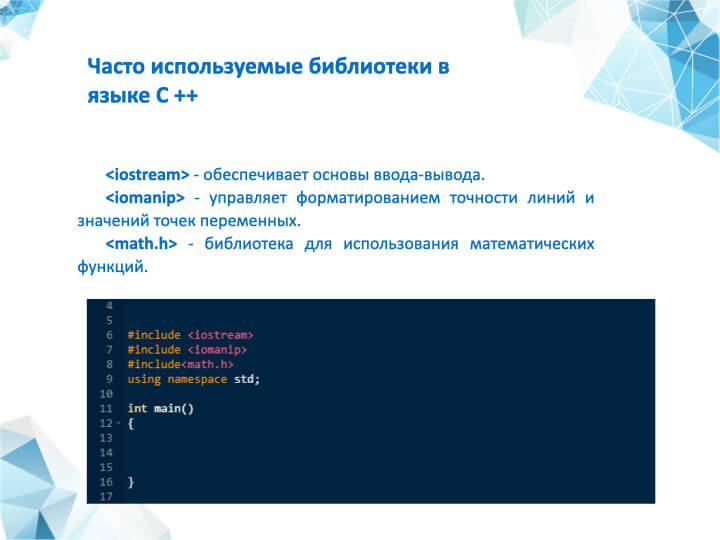 Часто используемые библиотеки в
языке C ++
<iostream> - обеспечивает основы ввода-вывода.
<iomanip> - управляет форматированием точности линий и
значений точек переменных.
<math.h> - библиотека для использования математических
функций.
4
5
6 #include <iostream>
7 #include <iomanip>
8 #include<math.h>
9 using namespace std;
10
11 int main()
12 {
13
14
15
16 }
17